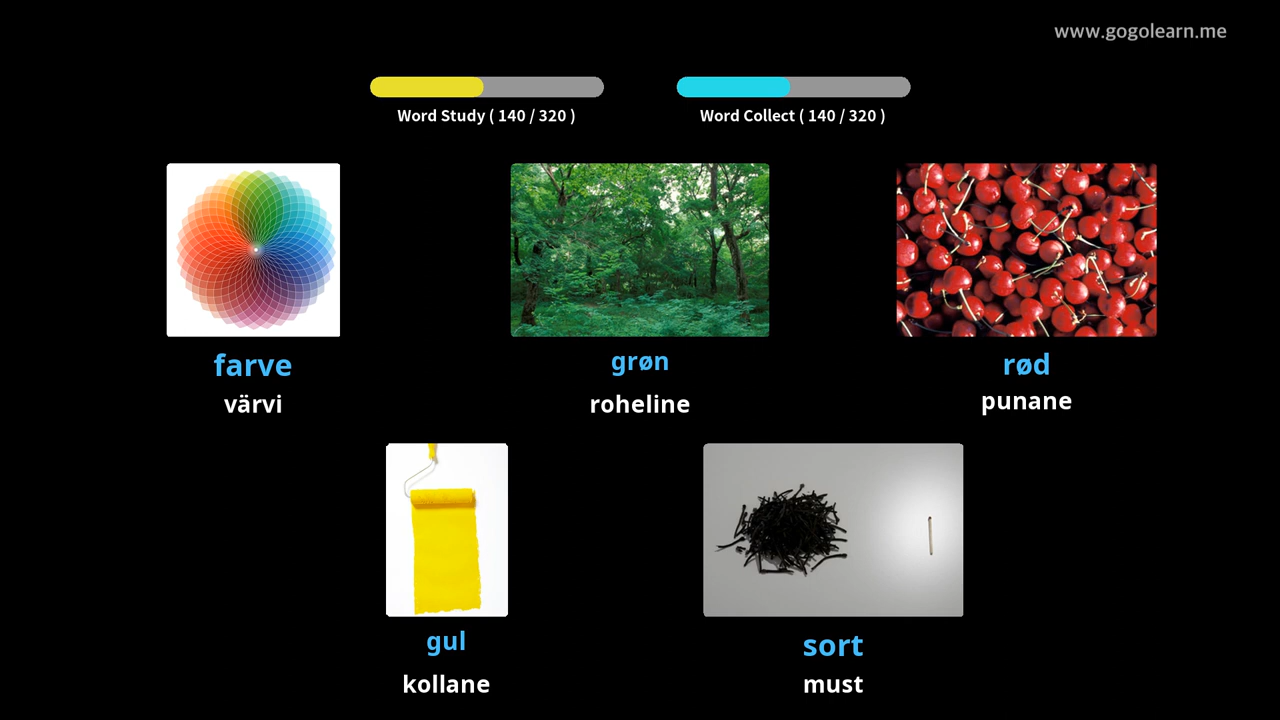 www.gogolearn.me
Word Study ( 140 / 320 )
Word Collect ( 140 / 320 )
farve
värvi
grøn
roheline
rød
punane
gul
kollane
sort
must